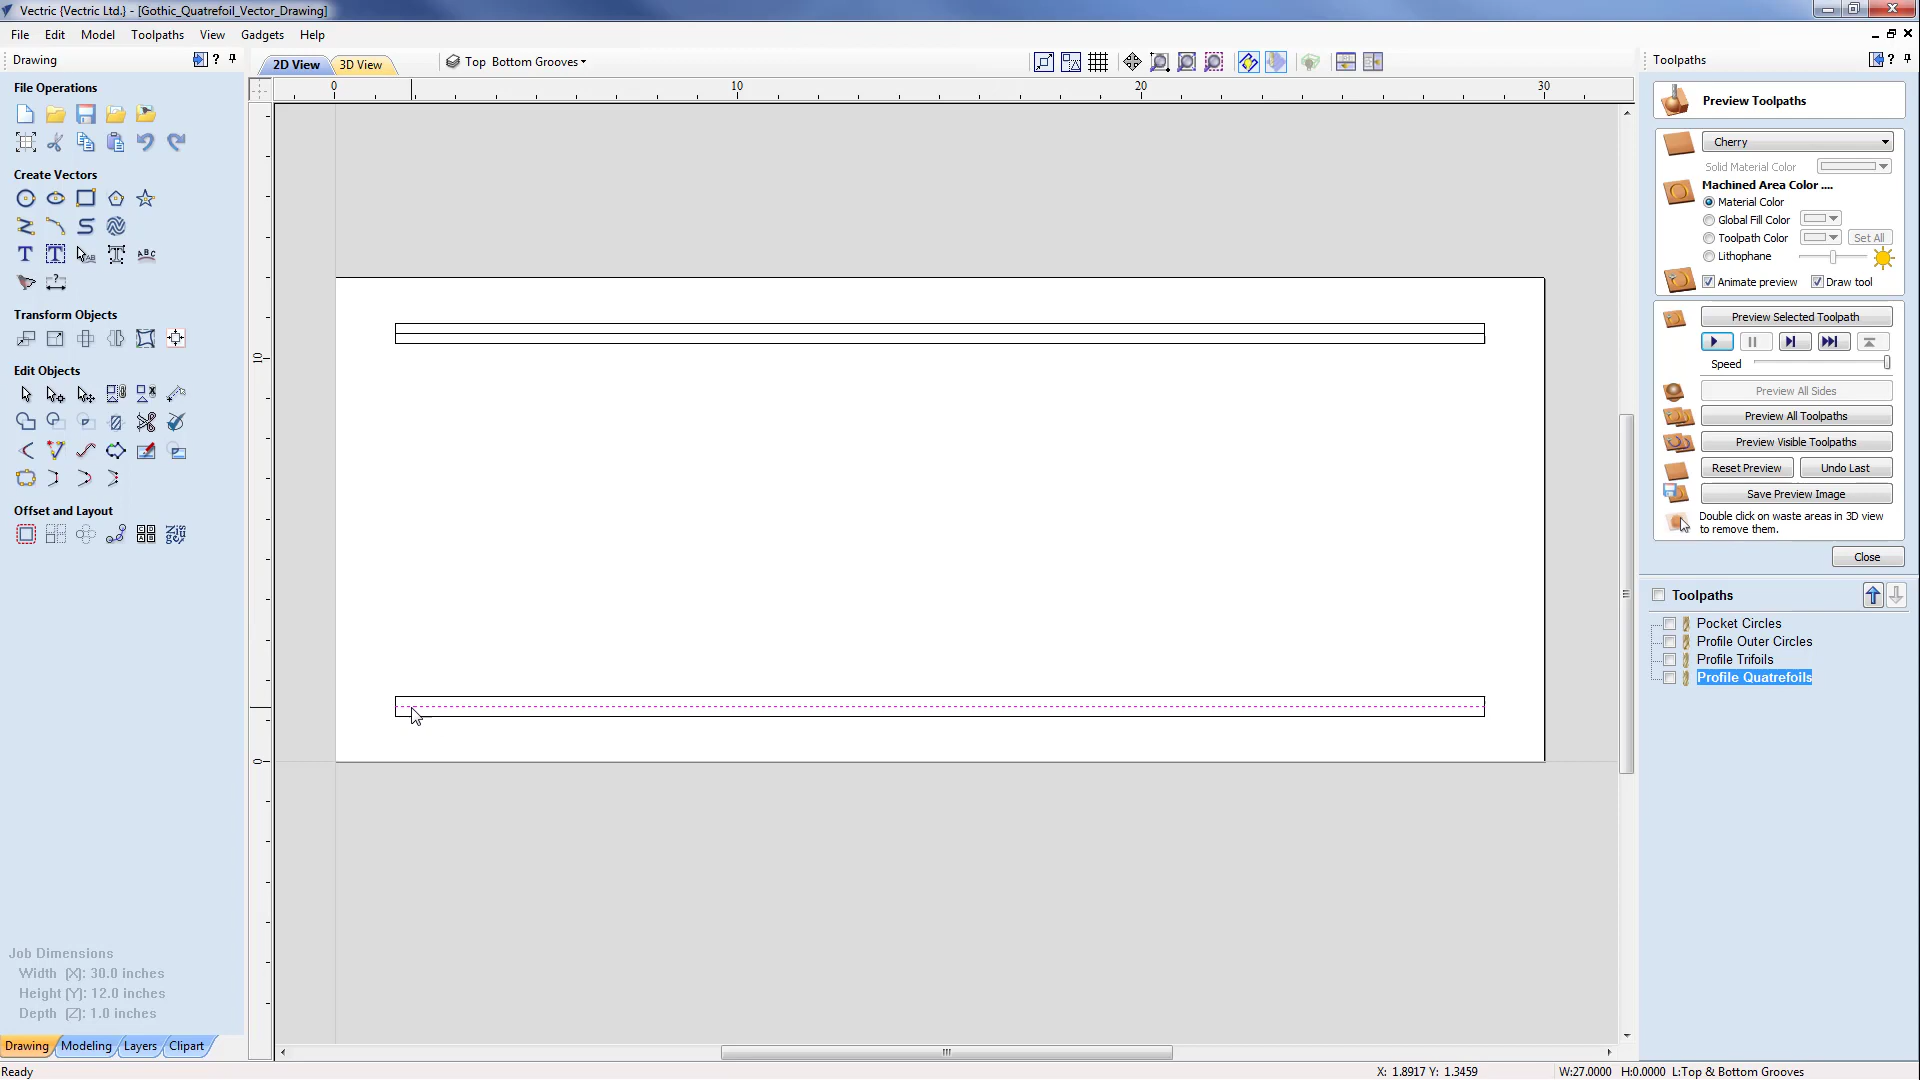 Vectric {Vectric Ltd.} - [Gothic_Quatrefoil_Vector_Drawing]
File Edit Model Toolpaths View Gadgets Help
Drawing
2D View
3D View
Top Bottom Grooves
Toolpaths
0 10 20 30
File Operations
Create Vectors
Transform Objects
Edit Objects
Offset and Layout
Job Dimensions
Width (X): 30.0 inches
Height (Y): 12.0 inches
Depth (Z): 1.0 inches
Drawing Modeling Layers Clipart
10
0
Preview Toolpaths
Cherry
Solid Material Color
Machined Area Color ....
Material Color
Global Fill Color
Toolpath Color
Set All
Lithophane
Animate preview
Draw tool
Preview Selected Toolpath
Speed
Preview All Sides
Preview All Toolpaths
Preview Visible Toolpaths
Reset Preview
Undo Last
Save Preview Image
Double click on waste areas in 3D view
to remove them.
Close
Toolpaths
Pocket Circles
Profile Outer Circles
Profile Trifoils
Profile Quatrefoils
Ready
X: 1.8917 Y: 1.3459
W:27.0000 H:0.0000 L:Top & Bottom Grooves